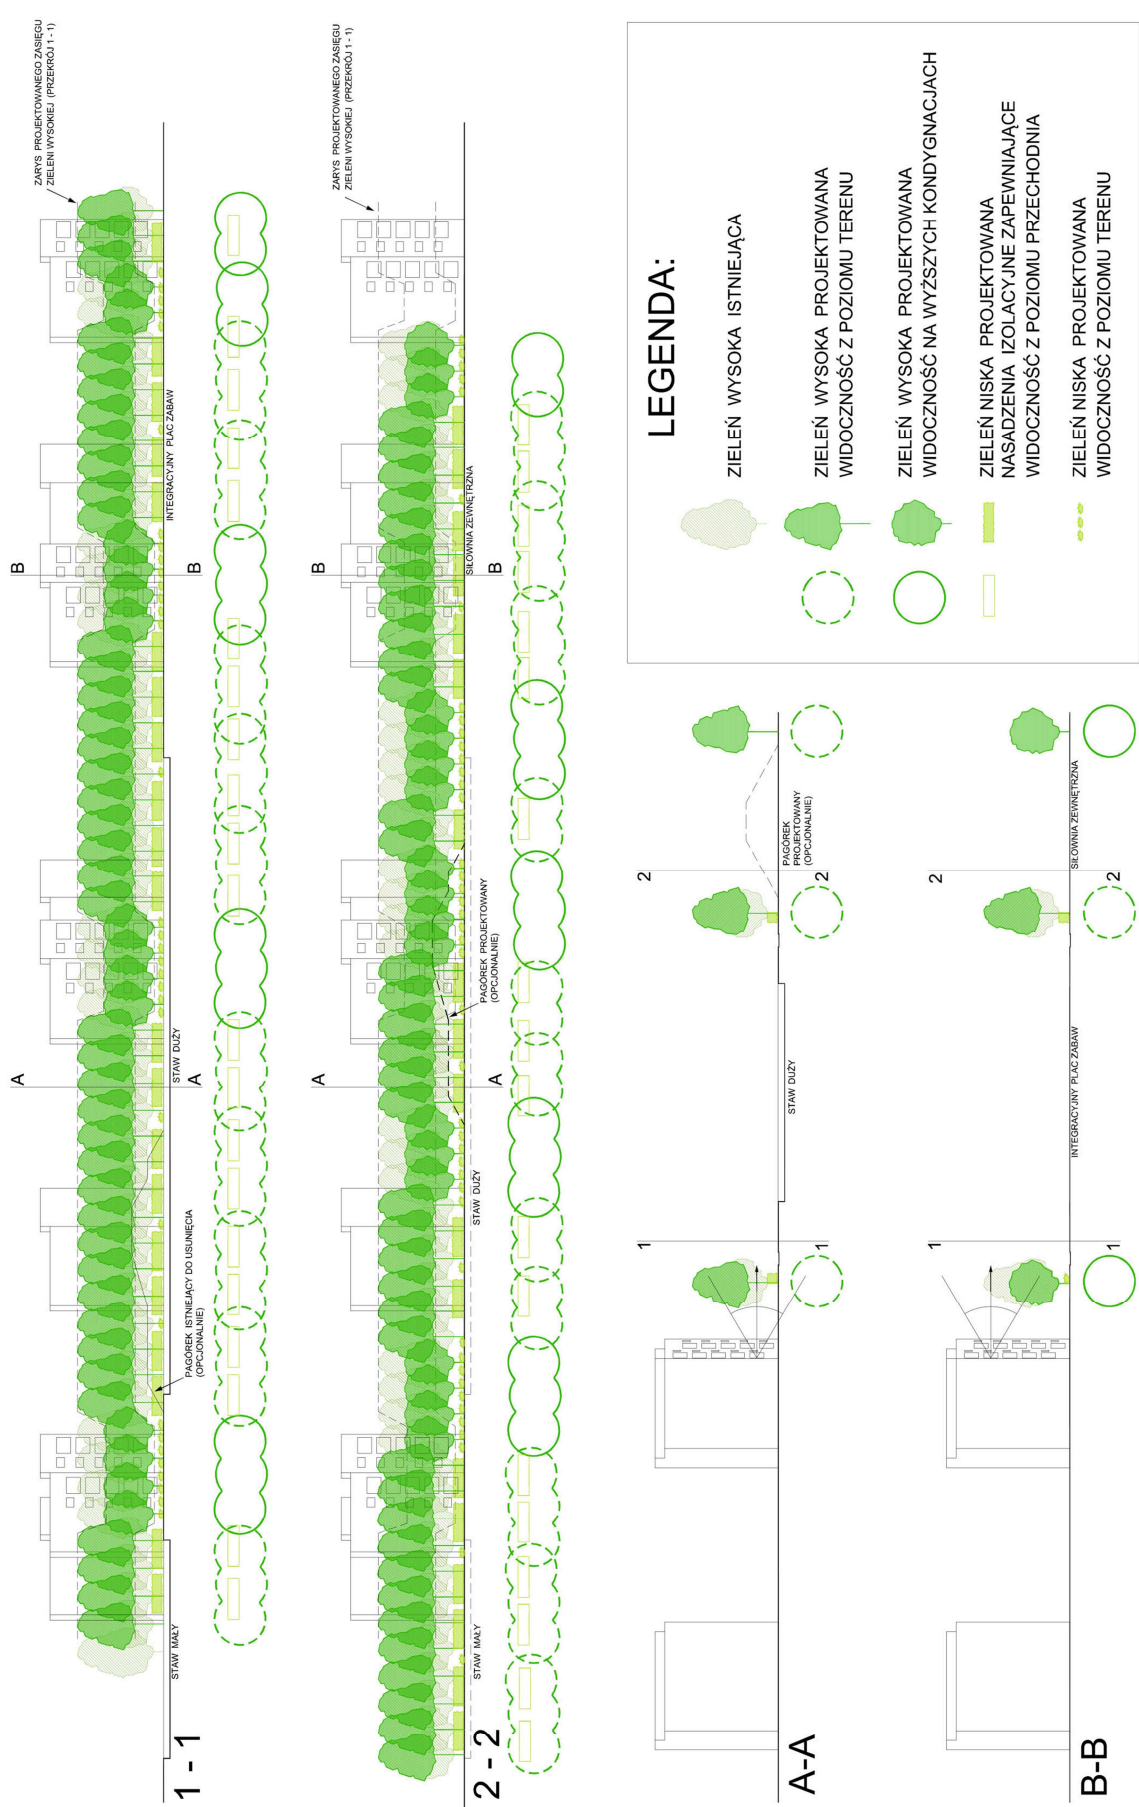 1 - 1
ZARYS PROJEKTOWANEGO ZASIĘGU
ZIELENI WYSOKIEJ (PRZEKRÓJ 1 - 1)
A
A
B
B
STAW MAŁY
PAGÓREK ISTNIEJĄCY DO USUNIĘCIA
(OPCJONALNIE)
STAW DUŻY
INTEGRACYJNY PLAC ZABAW
2 - 2
ZARYS PROJEKTOWANEGO ZASIĘGU
ZIELENI WYSOKIEJ (PRZEKRÓJ 1 - 1)
A
A
B
B
STAW MAŁY
STAW DUŻY
PAGÓREK PROJEKTOWANY
(OPCJONALNIE)
SIŁOWNIA ZEWNĘTRZNA
A-A
1
1
STAW DUŻY
2
2
PAGÓREK
PROJEKTOWANY
(OPCJONALNIE)
B-B
1
1
INTEGRACYJNY PLAC ZABAW
2
2
SIŁOWNIA ZEWNĘTRZNA
LEGENDA:
ZIELEŃ WYSOKA ISTNIEJĄCA
ZIELEŃ WYSOKA PROJEKTOWANA
WIDOCZNOŚĆ Z POZIOMU TERENU
ZIELEŃ WYSOKA PROJEKTOWANA
WIDOCZNOŚĆ NA WYŻSZYCH KONDYGNACJACH
ZIELEŃ NISKA PROJEKTOWANA
NASADZENIA IZOLACYJNE ZAPEWNIAJĄCE
WIDOCZNOŚĆ Z POZIOMU PRZECHODNIA
ZIELEŃ NISKA PROJEKTOWANA
WIDOCZNOŚĆ Z POZIOMU TERENU